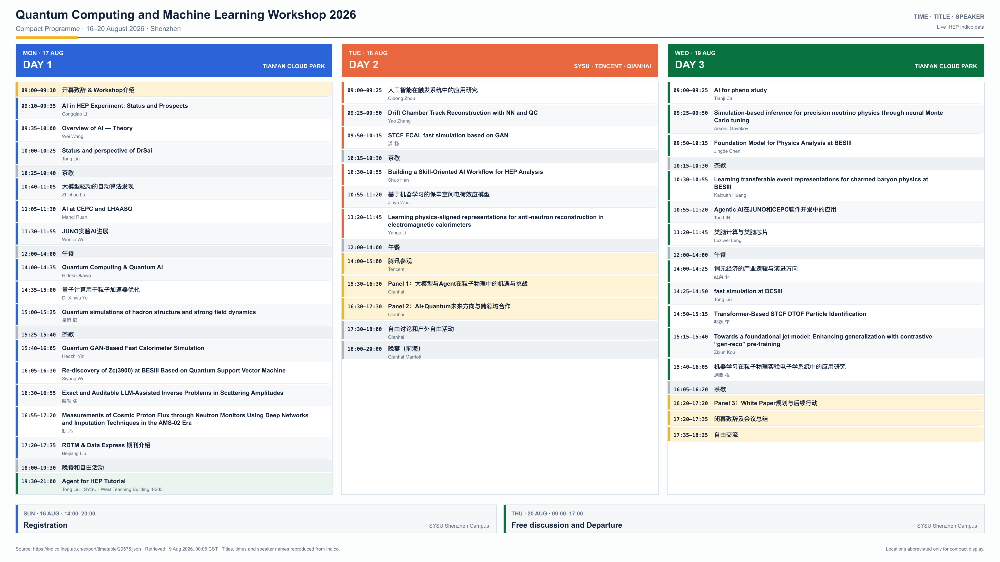 Quantum Computing and Machine Learning Workshop 2026
Compact Programme · 16–20 August 2026 · Shenzhen
TIME · TITLE · SPEAKER
Live IHEP Indico data
MON · 17 AUG
DAY 1
TIAN'AN CLOUD PARK
09:00–09:10 开幕致辞 & Workshop介绍
09:10–09:35 AI in HEP Experiment: Status and Prospects
Congqiao Li
09:35–10:00 Overview of AI — Theory
Wei Wang
10:00–10:25 Status and perspective of DrSai
Tong Liu
10:25–10:40 茶歇
10:40–11:05 大模型驱动的自动算法发现
Zhichao Lu
11:05–11:30 AI at CEPC and LHAASO
Manqi Ruan
11:30–11:55 JUNO实验AI进展
Wenjie Wu
12:00–14:00 午餐
14:00–14:35 Quantum Computing & Quantum AI
Hideki Okawa
14:35–15:00 量子计算用于粒子加速器优化
Dr Xinwu Yu
15:00–15:25 Quantum simulations of hadron structure and strong field dynamics
星雨 郭
15:25–15:40 茶歇
15:40–16:05 Quantum GAN-Based Fast Calorimeter Simulation
Haozhi Yin
16:05–16:30 Re-discovery of Zc(3900) at BESIII Based on Quantum Support Vector Machine
Siyang Wu
16:30–16:55 Exact and Auditable LLM-Assisted Inverse Problems in Scattering Amplitudes
曜勃 张
16:55–17:20 Measurements of Cosmic Proton Flux through Neutron Monitors Using Deep Networks
and Imputation Techniques in the AMS-02 Era
劼 冯
17:20–17:35 RDTM & Data Express 期刊介绍
Beijiang Liu
18:00–19:30 晚餐和自由活动
19:30–21:00 Agent for HEP Tutorial
Tong Liu · SYSU · West Teaching Building 4-203
TUE · 18 AUG
DAY 2
SYSU · TENCENT · QIANHAI
09:00–09:25 人工智能在触发系统中的应用研究
Qidong Zhou
09:25–09:50 Drift Chamber Track Reconstruction with NN and QC
Yao Zhang
09:50–10:15 STCF ECAL fast simulation based on GAN
潇 杨
10:15–10:30 茶歇
10:30–10:55 Building a Skill-Oriented AI Workflow for HEP Analysis
Shuo Han
10:55–11:20 基于机器学习的保辛空间电荷效应模型
Jinyu Wan
11:20–11:45 Learning physics-aligned representations for anti-neutron reconstruction in
electromagnetic calorimeters
Yangu Li
12:00–14:00 午餐
14:00–15:00 腾讯参观
Tencent
15:30–16:30 Panel 1：大模型与Agent在粒子物理中的机遇与挑战
Qianhai
16:30–17:30 Panel 2：AI+Quantum未来方向与跨领域合作
Qianhai
17:30–18:00 自由讨论和户外自由活动
Qianhai
18:00–20:00 晚宴（前海）
Qianhai Marriott
WED · 19 AUG
DAY 3
TIAN'AN CLOUD PARK
09:00–09:25 AI for pheno study
Tianji Cai
09:25–09:50 Simulation-based inference for precision neutrino physics through neural Monte
Carlo tuning
Arsenii Gavrikov
09:50–10:15 Foundation Model for Physics Analysis at BESIII
Jingde Chen
10:15–10:30 茶歇
10:30–10:55 Learning transferable event representations for charmed baryon physics at
BESIII
Kaixuan Huang
10:55–11:20 Agentic AI在JUNO和CEPC软件开发中的应用
Tao LIN
11:20–11:45 类脑计算与类脑芯片
Luziwei Leng
12:00–14:00 午餐
14:00–14:25 词元经济的产业逻辑与演进方向
红英 郭
14:25–14:50 fast simulation at BESIII
Tong Liu
14:50–15:15 Transformer-Based STCF DTOF Particle Identification
邦辉 李
15:15–15:40 Towards a foundational jet model: Enhancing generalization with contrastive
“gen-reco” pre-training
Zixun Kou
15:40–16:05 机器学习在粒子物理实验电子学系统中的应用研究
渊斐 程
16:05–16:20 茶歇
16:20–17:20 Panel 3：White Paper规划与后续行动
17:20–17:35 闭幕致辞及会议总结
17:35–18:25 自由交流
SUN · 16 AUG · 14:00–20:00
Registration
SYSU Shenzhen Campus
THU · 20 AUG · 09:00–17:00
Free discussion and Departure
SYSU Shenzhen Campus
Source: https://indico.ihep.ac.cn/export/timetable/29575.json · Retrieved 19 Aug 2026, 00:08 CST · Titles, times and speaker names reproduced from Indico.
Locations abbreviated only for compact display.